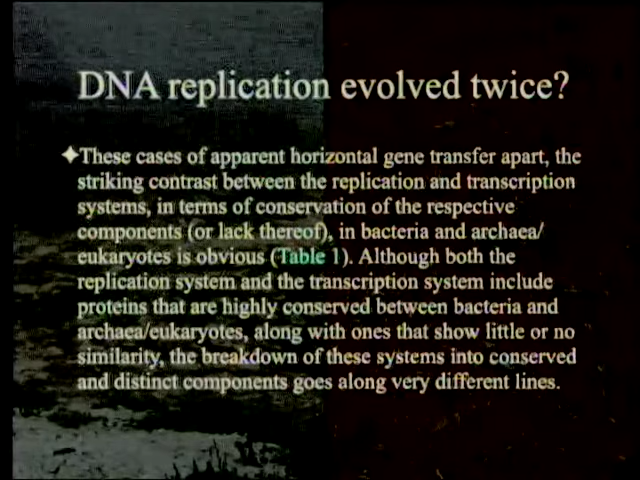 DNA replication evolved twice?
✦These cases of apparent horizontal gene transfer apart, the
striking contrast between the replication and transcription
systems, in terms of conservation of the respective
components (or lack thereof), in bacteria and archaea/
eukaryotes is obvious (Table 1). Although both the
replication system and the transcription system include
proteins that are highly conserved between bacteria and
archaea/eukaryotes, along with ones that show little or no
similarity, the breakdown of these systems into conserved
and distinct components goes along very different lines.